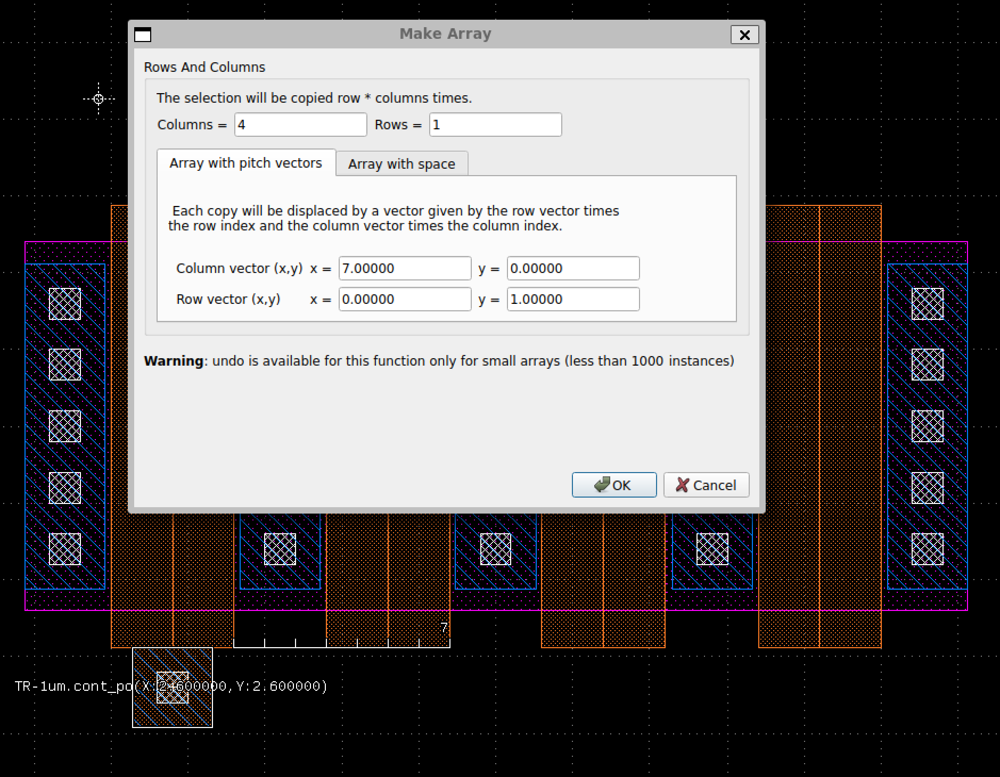 Make Array
Rows And Columns
The selection will be copied row * columns times.
Columns = 4 Rows = 1
Array with pitch vectors Array with space
Each copy will be displaced by a vector given by the row vector times
the row index and the column vector times the column index.
Column vector (x,y) x = 7.00000 y = 0.00000
Row vector (x,y) x = 0.00000 y = 1.00000
Warning: undo is available for this function only for small arrays (less than 1000 instances)
OK Cancel
7
TR-1um.cont_po(X:2.600000,Y:2.600000)